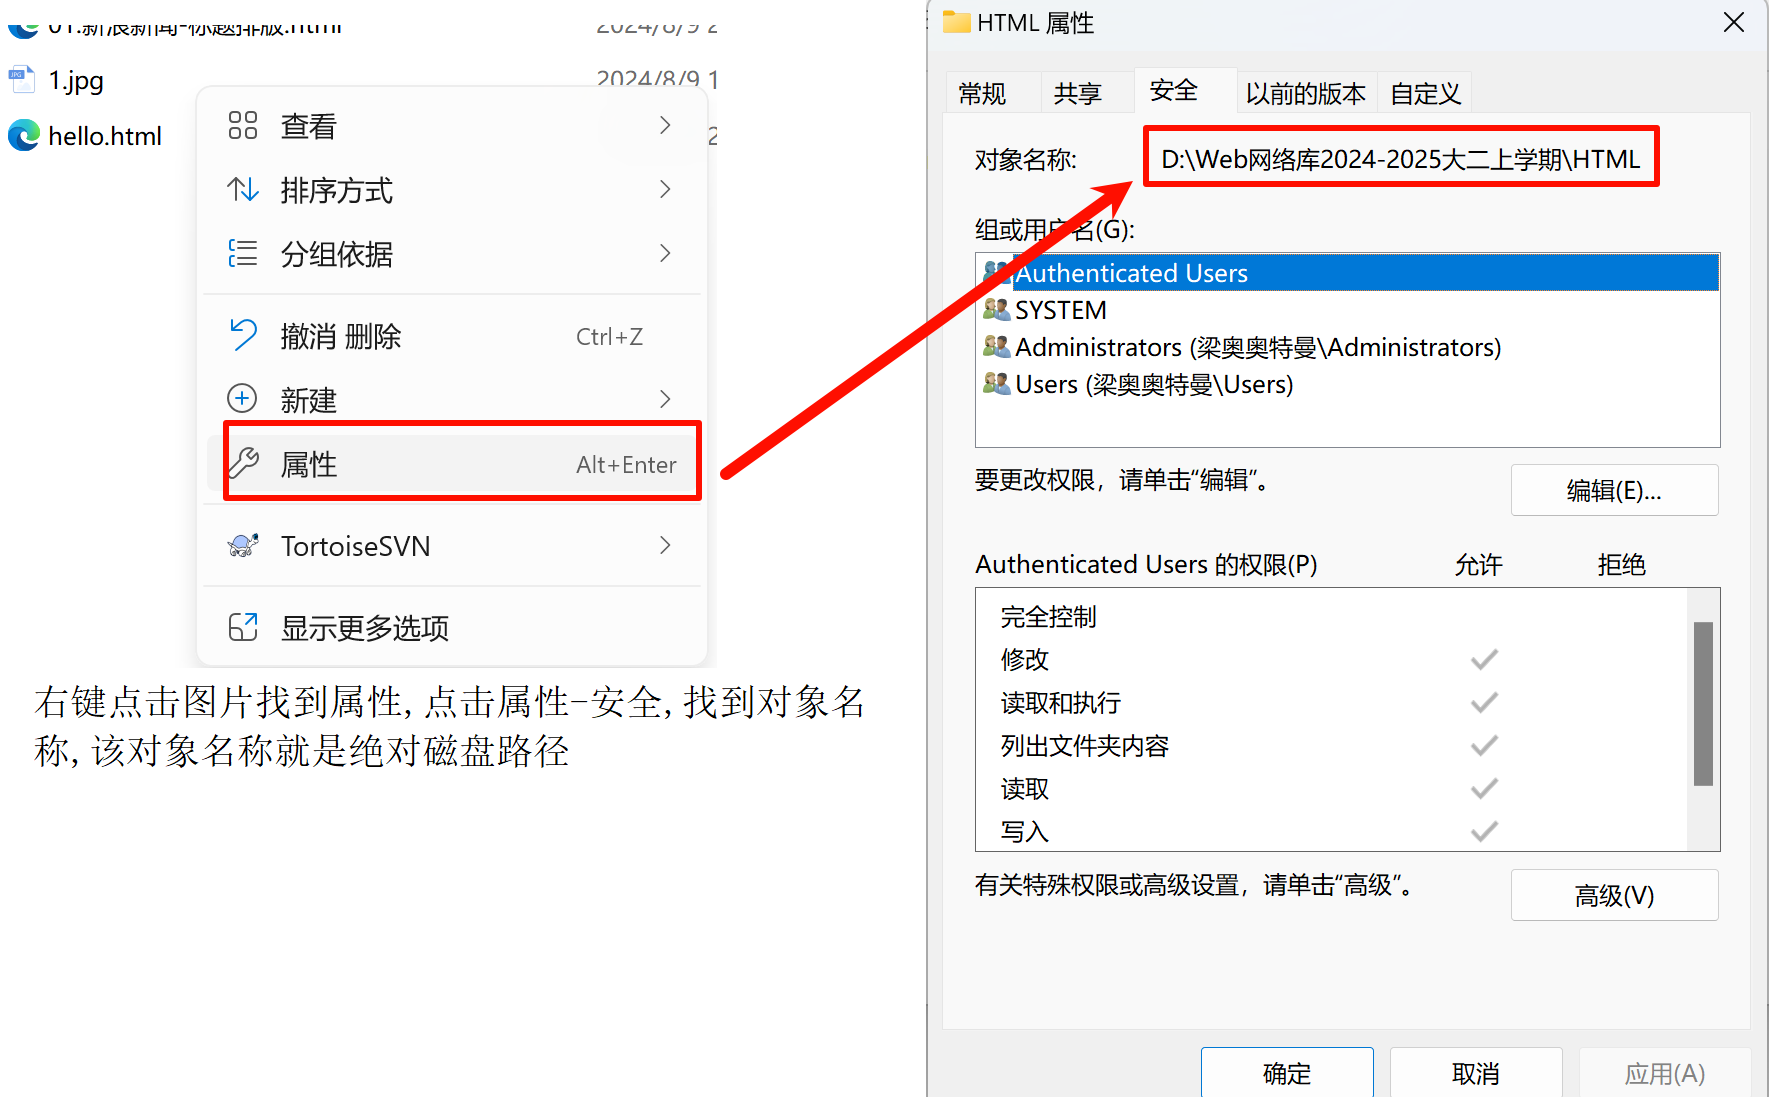 01.新浪新闻-标题排版.html
2024/8/9 2
1.jpg
2024/8/9 1
hello.html
2
查看
排序方式
分组依据
撤消 删除 Ctrl+Z
新建
属性 Alt+Enter
TortoiseSVN
显示更多选项
右键点击图片找到属性,点击属性-安全,找到对象名
称,该对象名称就是绝对磁盘路径
HTML 属性
常规 共享 安全 以前的版本 自定义
对象名称: D:\Web网络库2024-2025大二上学期\HTML
组或用户名(G):
Authenticated Users
SYSTEM
Administrators (梁奥奥特曼\Administrators)
Users (梁奥奥特曼\Users)
要更改权限，请单击“编辑”。
编辑(E)...
Authenticated Users 的权限(P) 允许 拒绝
完全控制
修改
读取和执行
列出文件夹内容
读取
写入
有关特殊权限或高级设置，请单击“高级”。
高级(V)
确定 取消 应用(A)